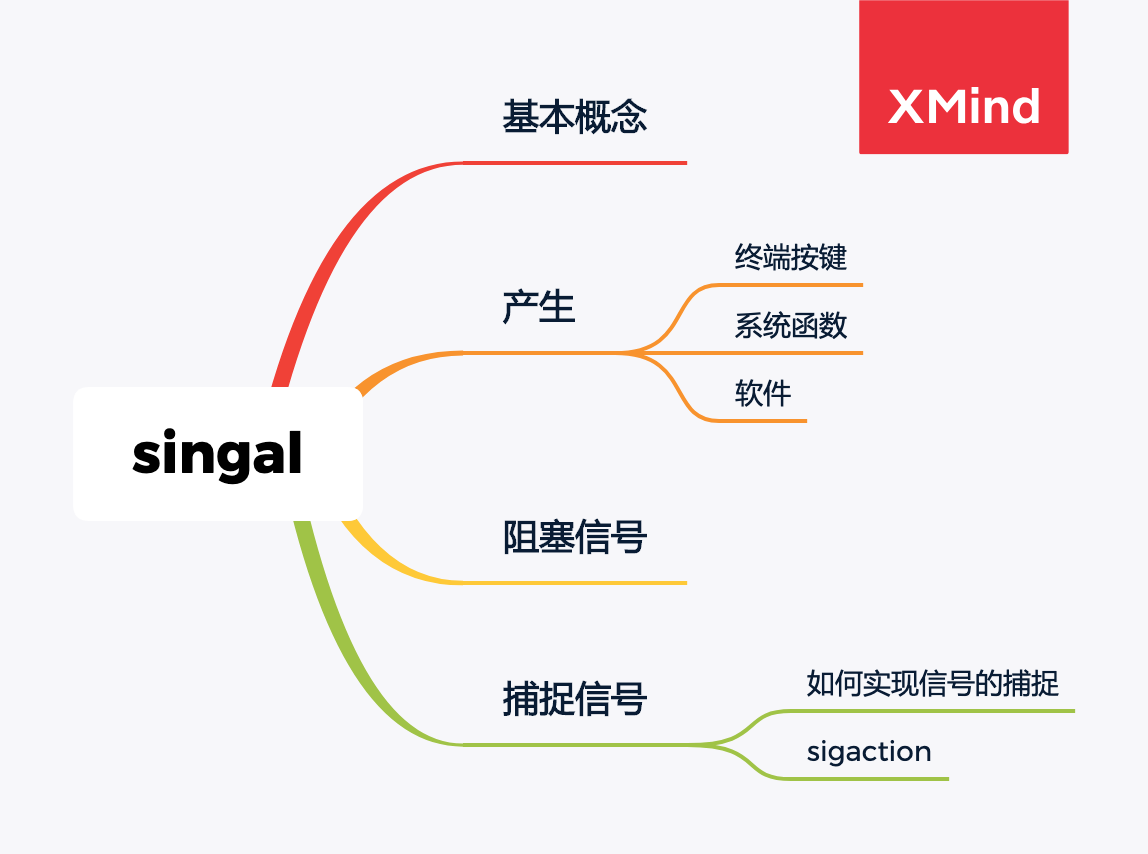 XMind
基本概念
终端按键
产生
系统函数
软件
singal
阻塞信号
捕捉信号
如何实现信号的捕捉
sigaction